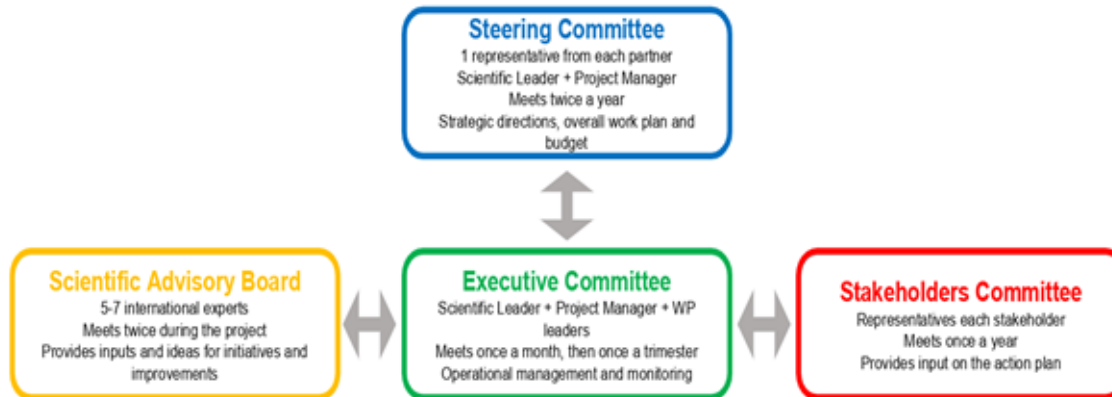 Steering Committee
1 representative from each partner
Scientific Leader + Project Manager
Meets twice a year
Strategic directions, overall work plan and
budget
Scientific Advisory Board
5-7 international experts
Meets twice during the project
Provides inputs and ideas for initiatives and
improvements
Executive Committee
Scientific Leader + Project Manager + WP
leaders
Meets once a month, then once a trimester
Operational management and monitoring
Stakeholders Committee
Representatives each stakeholder
Meets once a year
Provides input on the action plan